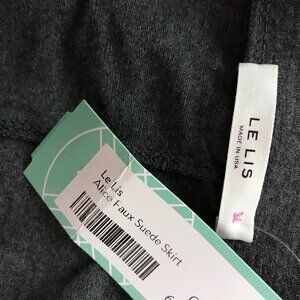 LE LIS
MADE IN USA
Le Lis
Alice Faux Suede Skirt